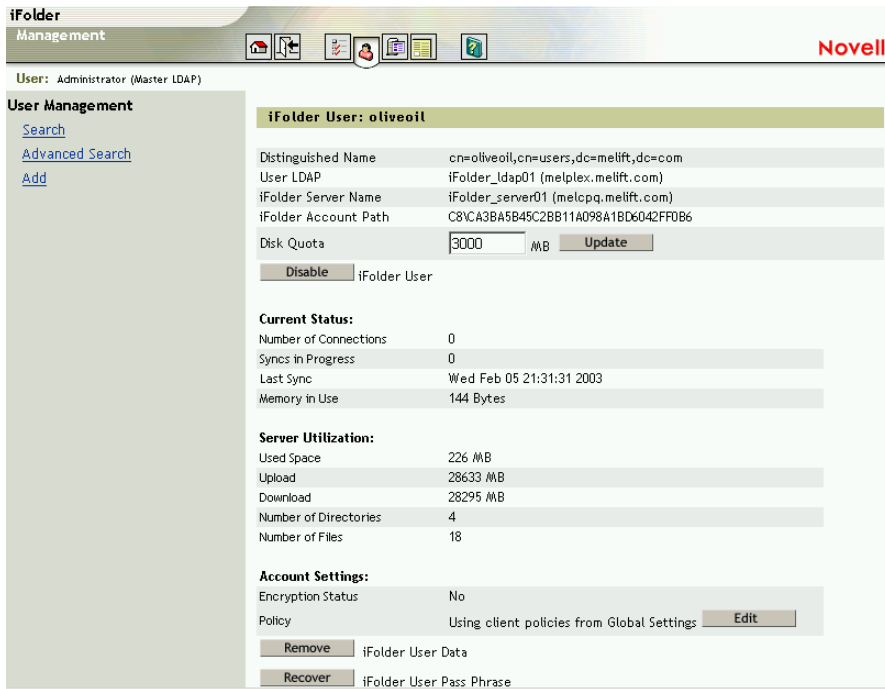 iFolder
Management
Novell
User: Administrator (Master LDAP)
User Management
Search
Advanced Search
Add
iFolder User: oliveoil
Distinguished Name cn=oliveoil,cn=users,dc=melift,dc=com
User LDAP iFolder_ldap01 (melplex.melift.com)
iFolder Server Name iFolder_server01 (melcpq.melift.com)
iFolder Account Path C8\CA3BA5B45C2BB11A098A1BD6042FF0B6
Disk Quota 3000 MB Update
Disable iFolder User
Current Status:
Number of Connections 0
Syncs in Progress 0
Last Sync Wed Feb 05 21:31:31 2003
Memory in Use 144 Bytes
Server Utilization:
Used Space 226 MB
Upload 28633 MB
Download 28295 MB
Number of Directories 4
Number of Files 18
Account Settings:
Encryption Status No
Policy Using client policies from Global Settings Edit
Remove iFolder User Data
Recover iFolder User Pass Phrase